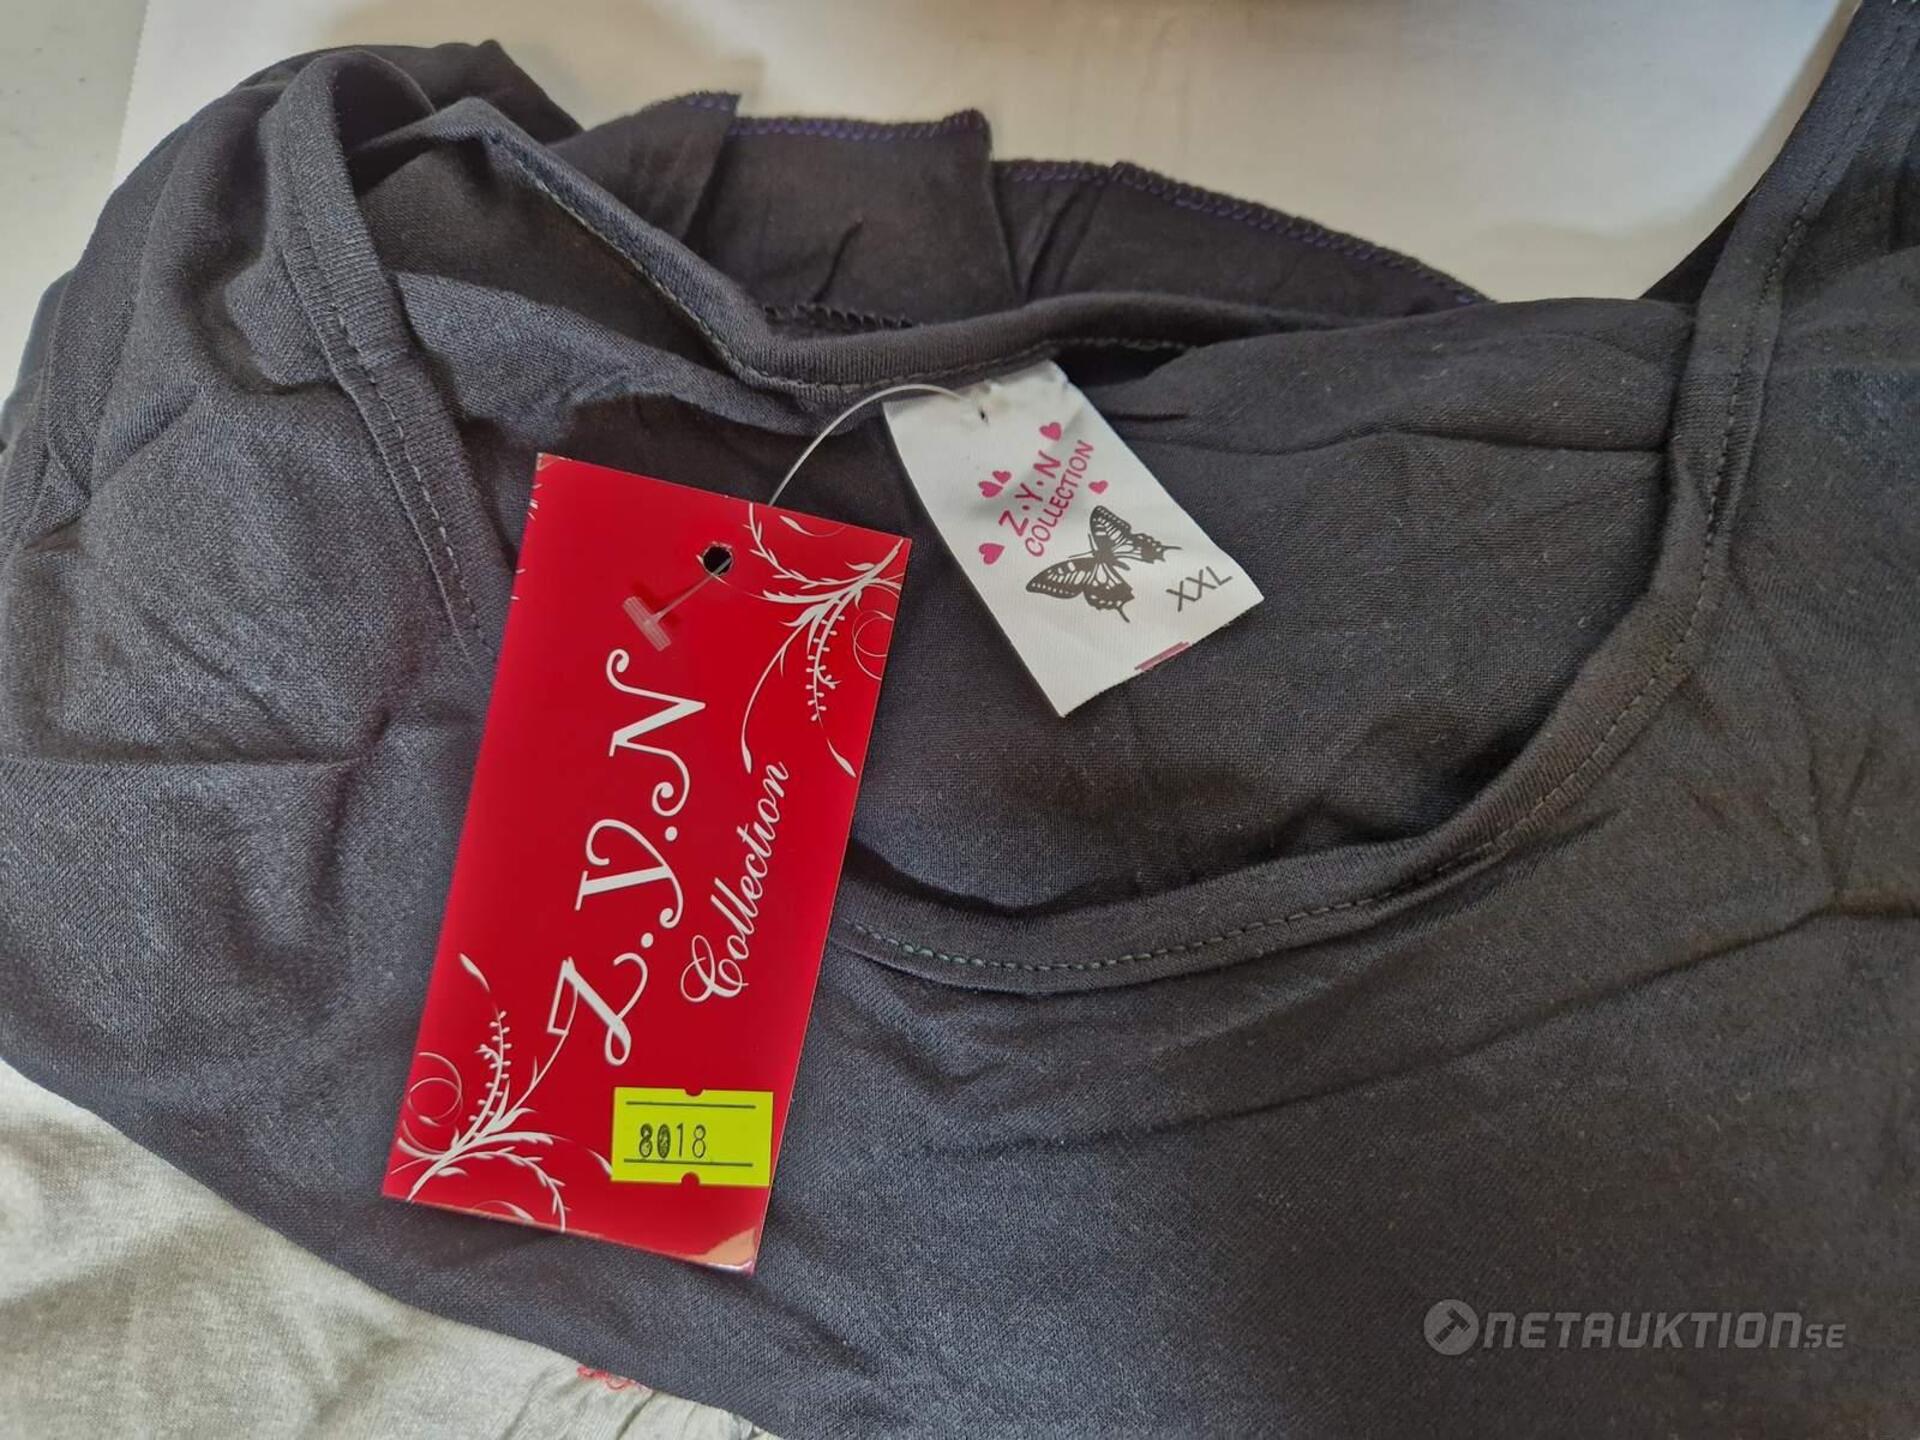 Z.Y.N
COLLECTION
XXL
Z.Y.N
Collection
8018
NETAUKTION.SE